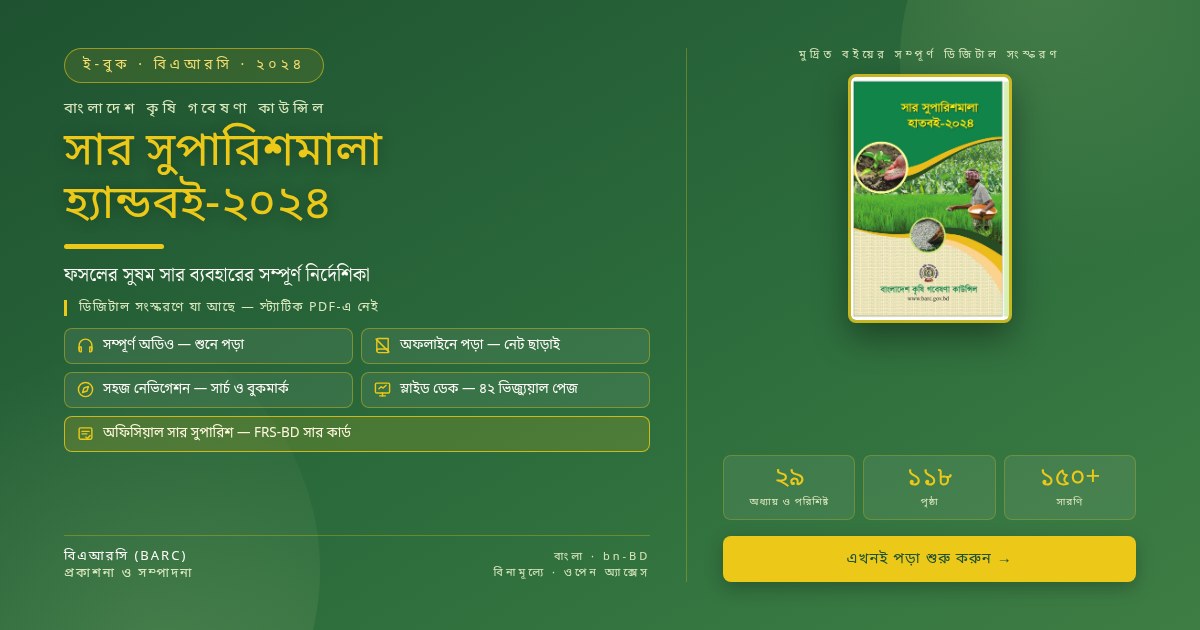 ই-বুক · বিএআরসি · ২০২৪
বাংলাদেশ কৃষি গবেষণা কাউন্সিল
সার সুপারিশমালা
হ্যান্ডবই-২০২৪
ফসলের সুষম সার ব্যবহারের সম্পূর্ণ নির্দেশিকা
ডিজিটাল সংস্করণে যা আছে — স্ট্যাটিক PDF-এ নেই
সম্পূর্ণ অডিও — শুনে পড়া
অফলাইনে পড়া — নেট ছাড়াই
সহজ নেভিগেশন — সার্চ ও বুকমার্ক
স্লাইড ডেক — ৪২ ভিজ্যুয়াল পেজ
অফিসিয়াল সার সুপারিশ — FRS-BD সার কার্ড
বিএআরসি (BARC)
প্রকাশনা ও সম্পাদনা
বাংলা · bn-BD
বিনামূল্যে · ওপেন অ্যাক্সেস
মুদ্রিত বইয়ের সম্পূর্ণ ডিজিটাল সংস্করণ
সার সুপারিশমালা
হাতবই-২০২৪
বাংলাদেশ কৃষি গবেষণা কাউন্সিল
www.barc.gov.bd
২৯
অধ্যায় ও পরিশিষ্ট
১১৮
পৃষ্ঠা
১৫০+
সারণি
এখনই পড়া শুরু করুন →